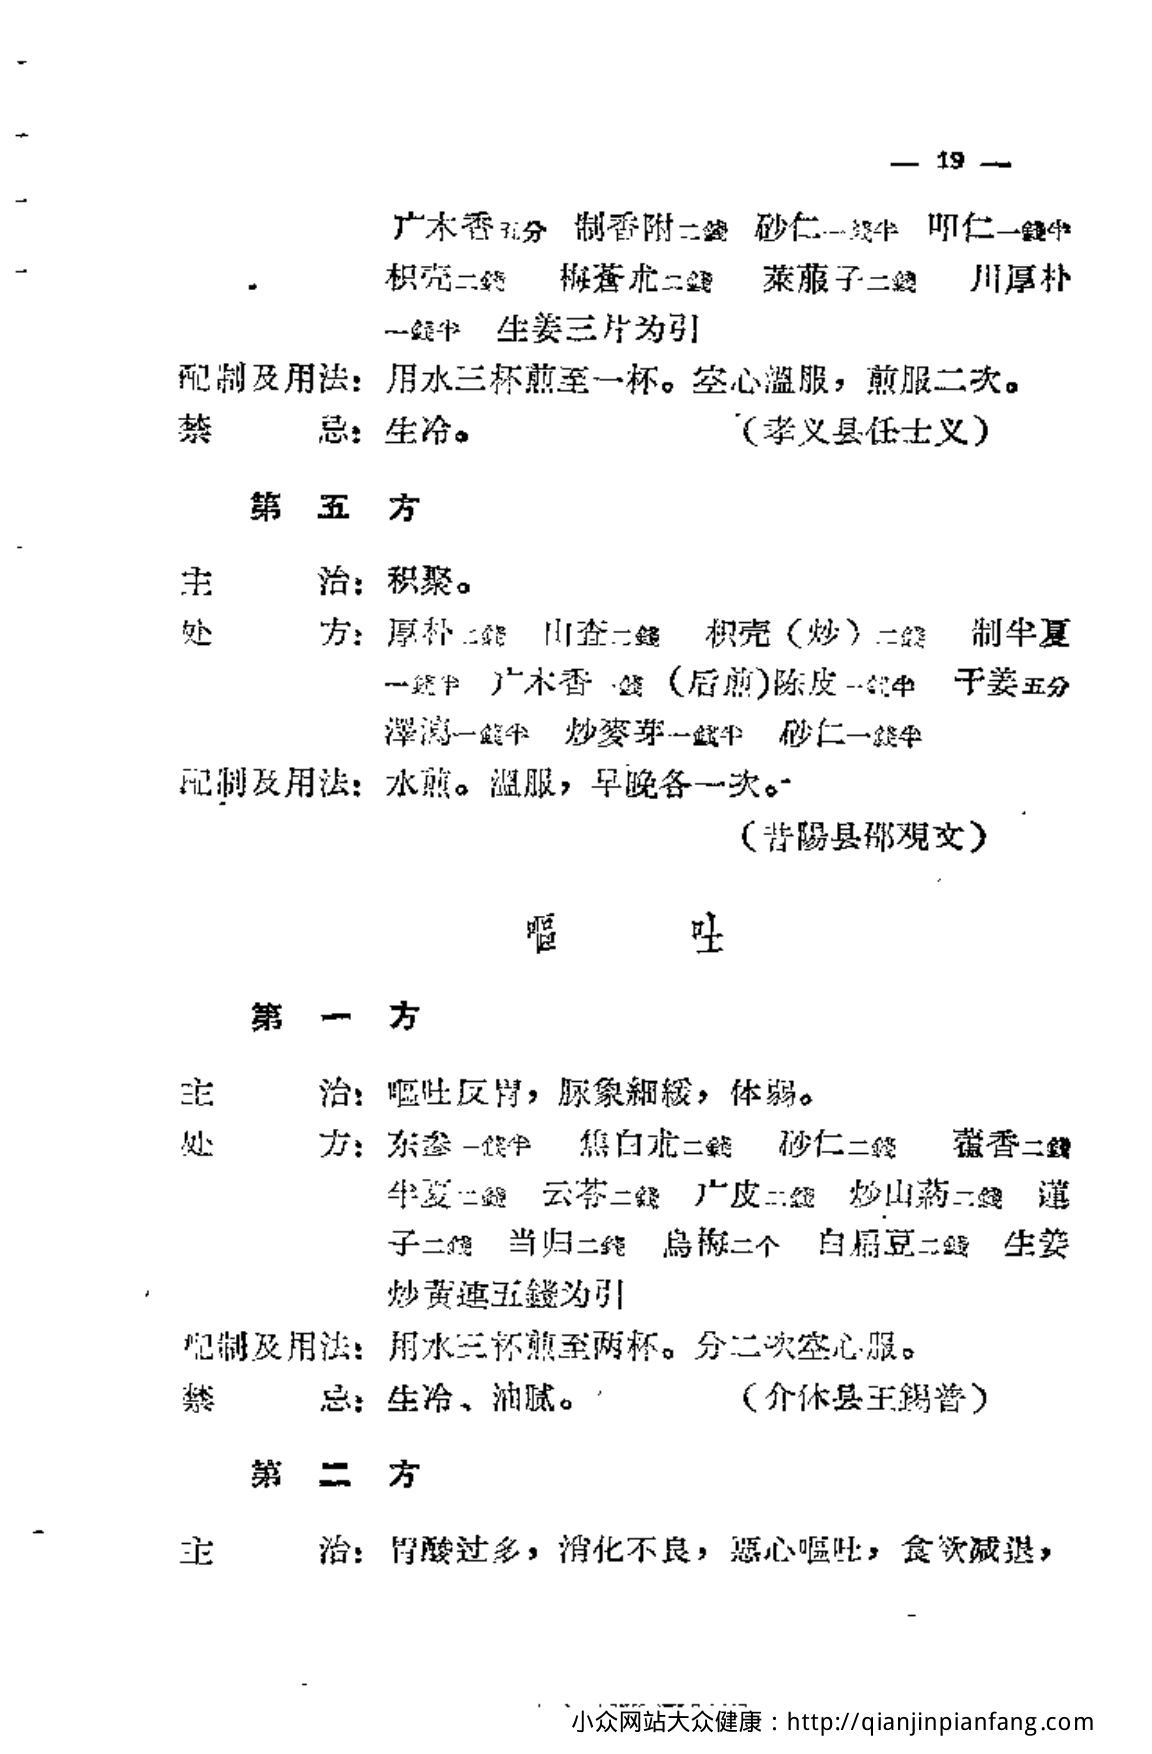 — 19 —
广木香五分 制香附二錢 砂仁一錢半 叩仁一錢半
枳壳二錢 梅蒼朮二錢 萊菔子二錢 川厚朴
一錢半 生姜三片为引
配制及用法：用水三杯煎至一杯。空心溫服，煎服二次。
禁 忌：生冷。 （孝义县任士义）
第 五 方
主 治：积聚。
处 方：厚朴二錢 山查二錢 枳壳（炒）二錢 制半夏
一錢半 广木香一錢（后煎)陈皮一錢半 干姜五分
澤瀉一錢半 炒麥芽一錢半 砂仁一錢半
配制及用法：水煎。溫服，早晚各一次。
（昔陽县邵观文）
嘔 吐
第 一 方
主 治：嘔吐反胃，脈象細緩，体弱。
处 方：东参一錢半 焦白朮二錢 砂仁二錢 藿香二錢
半夏二錢 云苓二錢 广皮二錢 炒山药二錢 蓮
子二錢 当归二錢 烏梅二个 白扁豆二錢 生姜
炒黄連五錢为引
配制及用法：用水三杯煎至两杯。分二次空心服。
禁 忌：生冷、油腻。 （介休县王錫普）
第 二 方
主 治：胃酸过多，消化不良，恶心嘔吐，食欲减退，
小众网站大众健康：http://qianjinpianfang.com